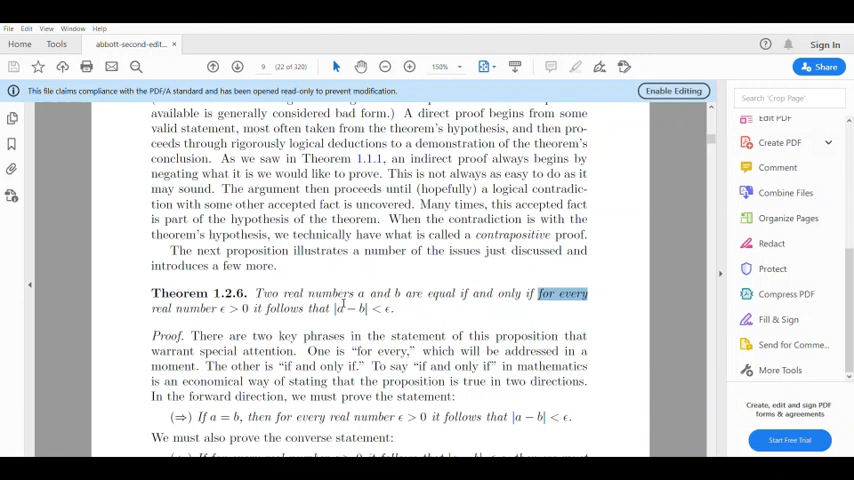 File Edit View Window Help
Home Tools abbott-second-edit... × Sign In
9 (22 of 320) 150% Share
This file claims compliance with the PDF/A standard and has been opened read-only to prevent modification. Enable Editing
available is generally considered bad form.) A direct proof begins from some
valid statement, most often taken from the theorem's hypothesis, and then pro-
ceeds through rigorously logical deductions to a demonstration of the theorem's
conclusion. As we saw in Theorem 1.1.1, an indirect proof always begins by
negating what it is we would like to prove. This is not always as easy to do as it
may sound. The argument then proceeds until (hopefully) a logical contradic-
tion with some other accepted fact is uncovered. Many times, this accepted fact
is part of the hypothesis of the theorem. When the contradiction is with the
theorem's hypothesis, we technically have what is called a contrapositive proof.
The next proposition illustrates a number of the issues just discussed and
introduces a few more.
Theorem 1.2.6. Two real numbers a and b are equal if and only if for every
real number ϵ > 0 it follows that |a − b| < ϵ.
Proof. There are two key phrases in the statement of this proposition that
warrant special attention. One is “for every,” which will be addressed in a
moment. The other is “if and only if.” To say “if and only if” in mathematics
is an economical way of stating that the proposition is true in two directions.
In the forward direction, we must prove the statement:
(⇒) If a = b, then for every real number ϵ > 0 it follows that |a − b| < ϵ.
We must also prove the converse statement:
Search 'Crop Page'
Edit PDF
Create PDF
Comment
Combine Files
Organize Pages
Redact
Protect
Compress PDF
Fill & Sign
Send for Comme...
More Tools
Create, edit and sign PDF
forms & agreements
Start Free Trial